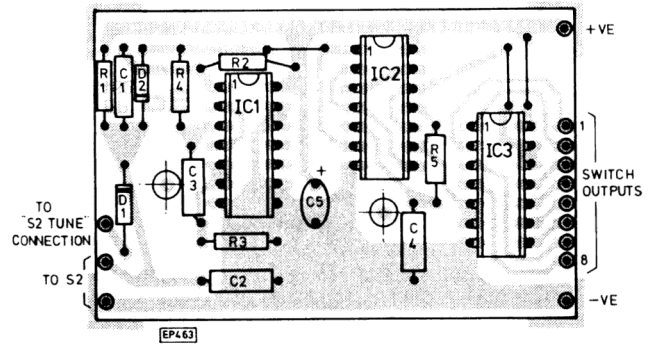 +VE
R2
1
IC2
R1
C1
D2
R4
IC1
1
IC3
1
R5
SWITCH
OUTPUTS
C3
+
C5
D1
TO
"S2 TUNE"
CONNECTION
C4
R3
8
TO S2
C2
-VE
EP463